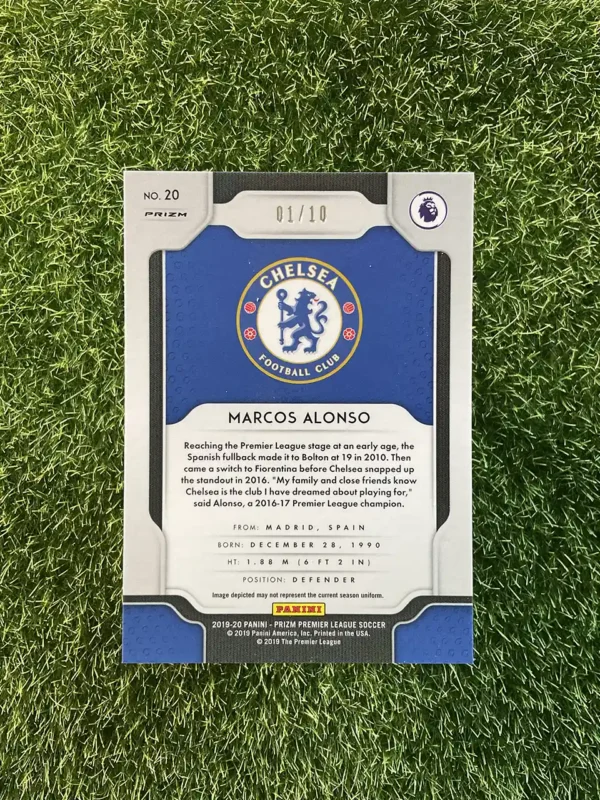 NO. 20
PRIZM
01/10
CHELSEA
FOOTBALL CLUB
MARCOS ALONSO
Reaching the Premier League stage at an early age, the
Spanish fullback made it to Bolton at 19 in 2010. Then
came a switch to Fiorentina before Chelsea snapped up
the standout in 2016. "My family and close friends know
Chelsea is the club I have dreamed about playing for,"
said Alonso, a 2016-17 Premier League champion.
FROM: MADRID, SPAIN
BORN: DECEMBER 28, 1990
HT: 1.88 M (6 FT 2 IN)
POSITION: DEFENDER
Image depicted may not represent the current season uniform.
PANINI
2019-20 PANINI - PRIZM PREMIER LEAGUE SOCCER
© 2019 Panini America, Inc. Printed in the USA.
© 2019 The Premier League